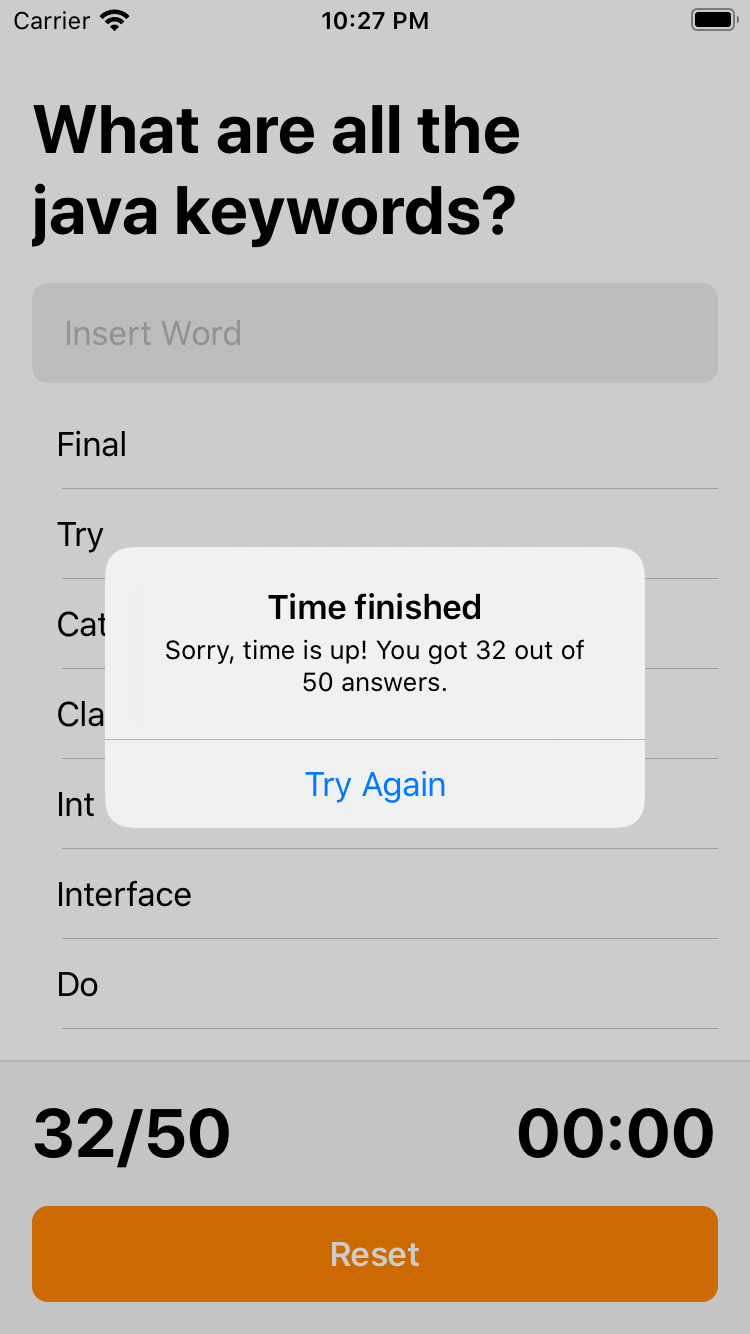 Carrier 10:27 PM
What are all the
java keywords?
Insert Word
Final
Try
Cat
Cla
Int
Interface
Do
Time finished
Sorry, time is up! You got 32 out of
50 answers.
Try Again
32/50 00:00
Reset